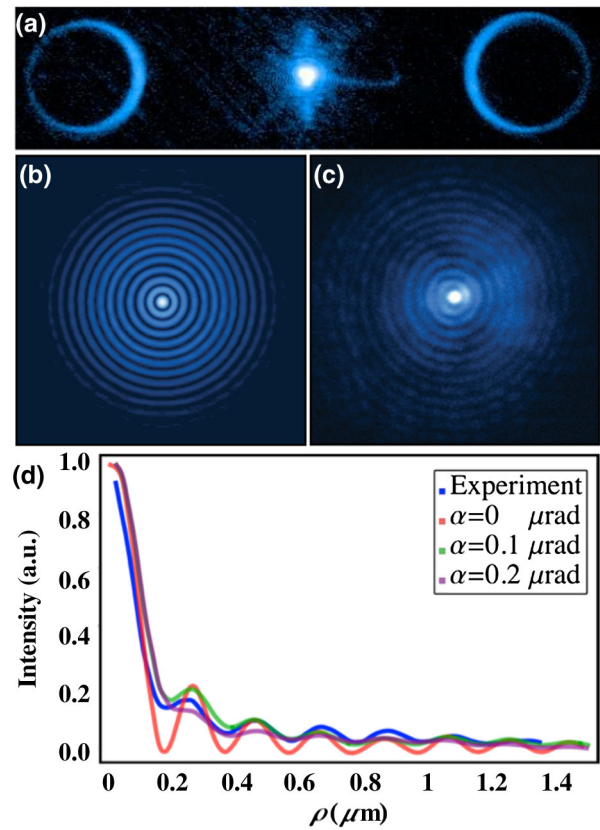 (a)
(b)
(c)
(d)
1.0
0.8
0.6
0.4
0.2
0.0
Intensity (a.u.)
Experiment
α=0 μrad
α=0.1 μrad
α=0.2 μrad
0 0.2 0.4 0.6 0.8 1 1.2 1.4
ρ(μm)